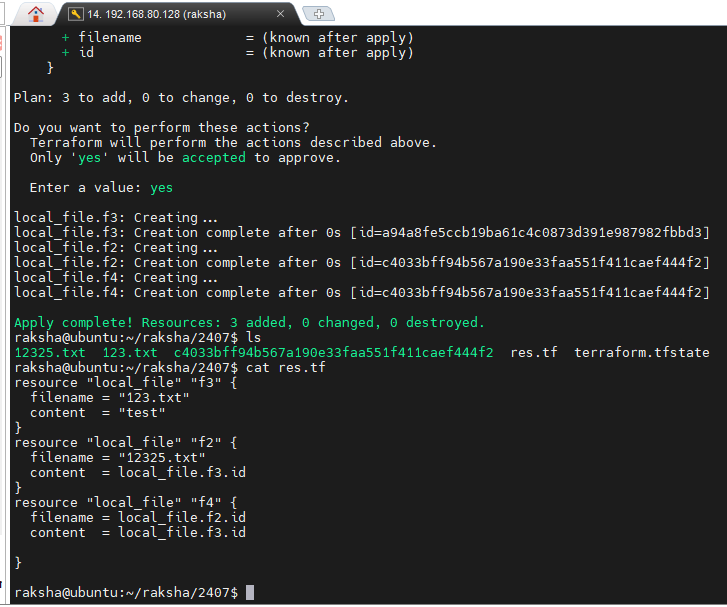 14. 192.168.80.128 (raksha)
+ filename = (known after apply)
+ id = (known after apply)
}
Plan: 3 to add, 0 to change, 0 to destroy.
Do you want to perform these actions?
Terraform will perform the actions described above.
Only 'yes' will be accepted to approve.
Enter a value: yes
local_file.f3: Creating...
local_file.f3: Creation complete after 0s [id=a94a8fe5ccb19ba61c4c0873d391e987982fbbd3]
local_file.f2: Creating...
local_file.f2: Creation complete after 0s [id=c4033bff94b567a190e33faa551f411caef444f2]
local_file.f4: Creating...
local_file.f4: Creation complete after 0s [id=c4033bff94b567a190e33faa551f411caef444f2]
Apply complete! Resources: 3 added, 0 changed, 0 destroyed.
raksha@ubuntu:~/raksha/2407$ ls
12325.txt 123.txt c4033bff94b567a190e33faa551f411caef444f2 res.tf terraform.tfstate
raksha@ubuntu:~/raksha/2407$ cat res.tf
resource "local_file" "f3" {
filename = "123.txt"
content = "test"
}
resource "local_file" "f2" {
filename = "12325.txt"
content = local_file.f3.id
}
resource "local_file" "f4" {
filename = local_file.f2.id
content = local_file.f3.id
}
raksha@ubuntu:~/raksha/2407$